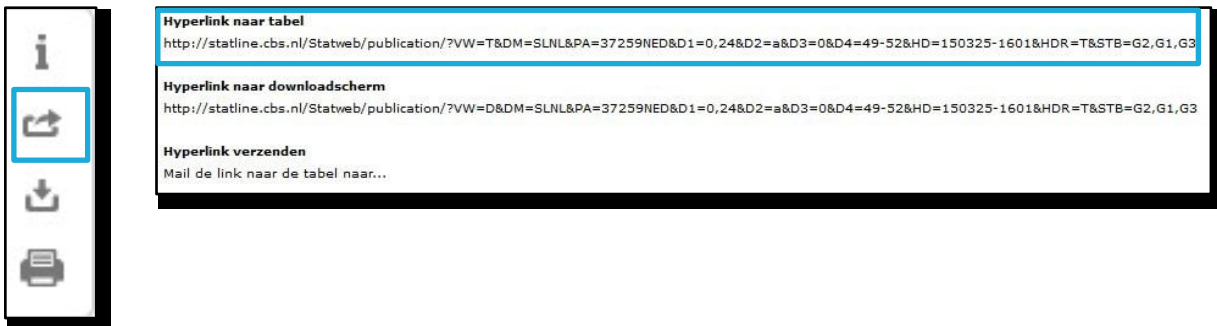 Hyperlink naar tabel
http://statline.cbs.nl/Statweb/publication/?VW=T&DM=SLNL&PA=37259NED&D1=0,24&D2=a&D3=0&D4=49-52&HD=150325-1601&HDR=T&STB=G2,G1,G3
Hyperlink naar downloadscherm
http://statline.cbs.nl/Statweb/publication/?VW=D&DM=SLNL&PA=37259NED&D1=0,24&D2=a&D3=0&D4=49-52&HD=150325-1601&HDR=T&STB=G2,G1,G3
Hyperlink verzenden
Mail de link naar de tabel naar...